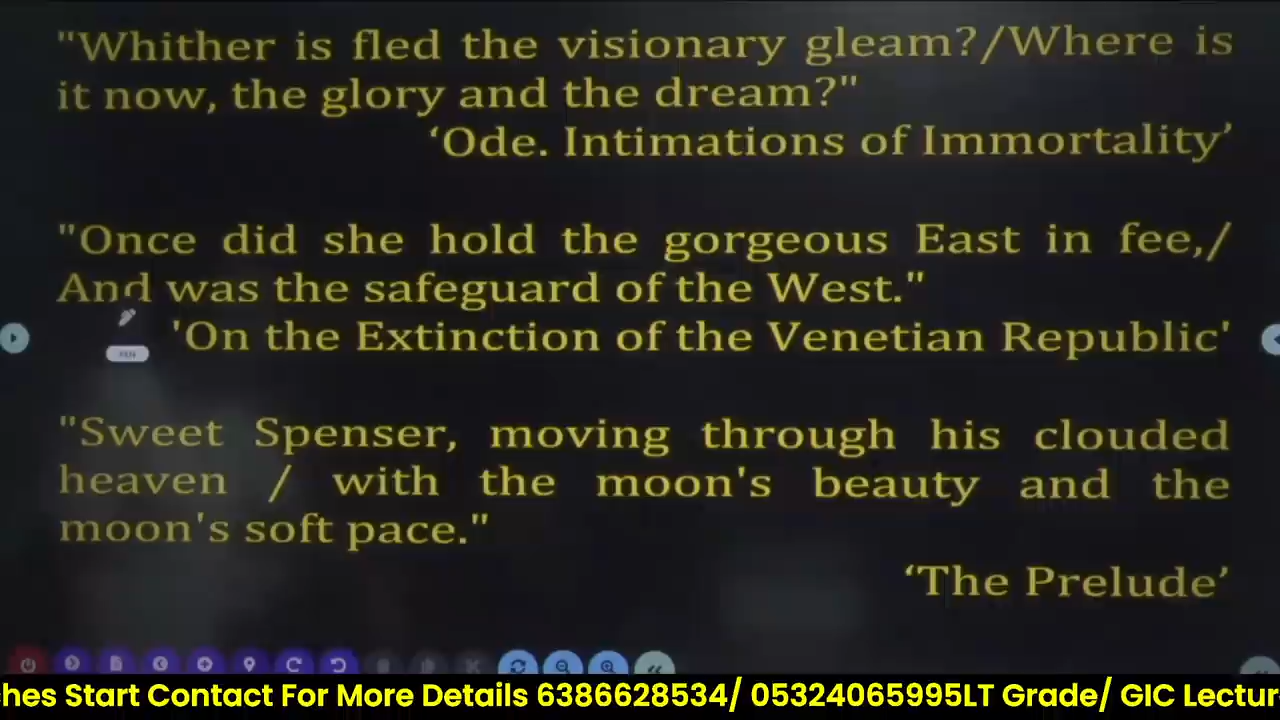 "Whither is fled the visionary gleam?/Where is
it now, the glory and the dream?"
‘Ode. Intimations of Immortality’
"Once did she hold the gorgeous East in fee,/
And was the safeguard of the West."
'On the Extinction of the Venetian Republic'
PEN
"Sweet Spenser, moving through his clouded
heaven / with the moon's beauty and the
moon's soft pace."
‘The Prelude’
ches Start Contact For More Details 6386628534/ 05324065995LT Grade/ GIC Lectur